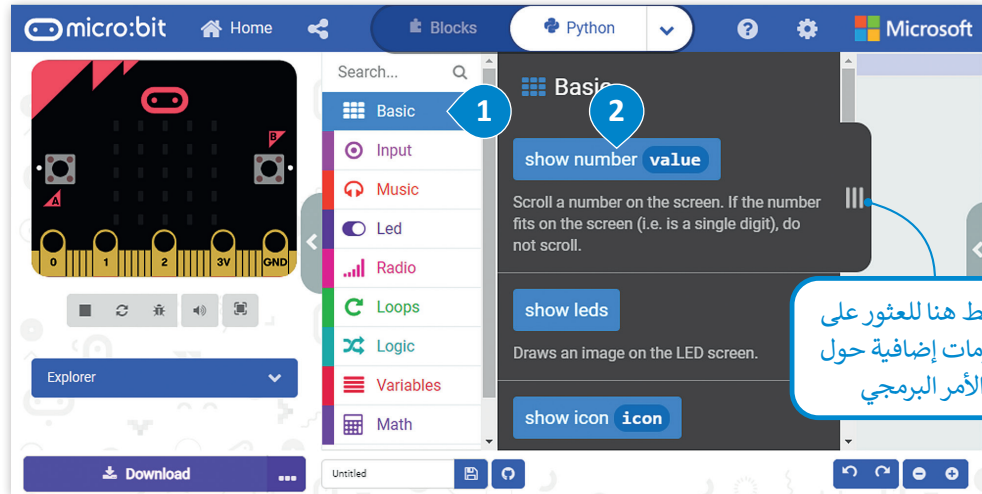 micro:bit
Home
Blocks
Python
?
Microsoft
Search...
Basic
1
Input
Music
Led
Radio
Loops
Logic
Variables
Math
B
A
0
1
2
3V
GND
Explorer
Download
...
Untitled
2
show number value
Scroll a number on the screen. If the number
fits on the screen (i.e. is a single digit), do
not scroll.
show leds
Draws an image on the LED screen.
show icon icon
هنا للعثور على
إضافية حول
الأمر البرمجي